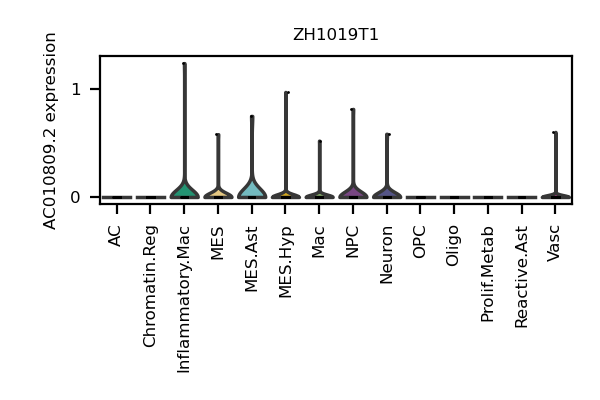 ZH1019T1
AC010809.2 expression
1
0
AC
Chromatin.Reg
Inflammatory.Mac
MES
MES.Ast
MES.Hyp
Mac
NPC
Neuron
OPC
Oligo
Prolif.Metab
Reactive.Ast
Vasc